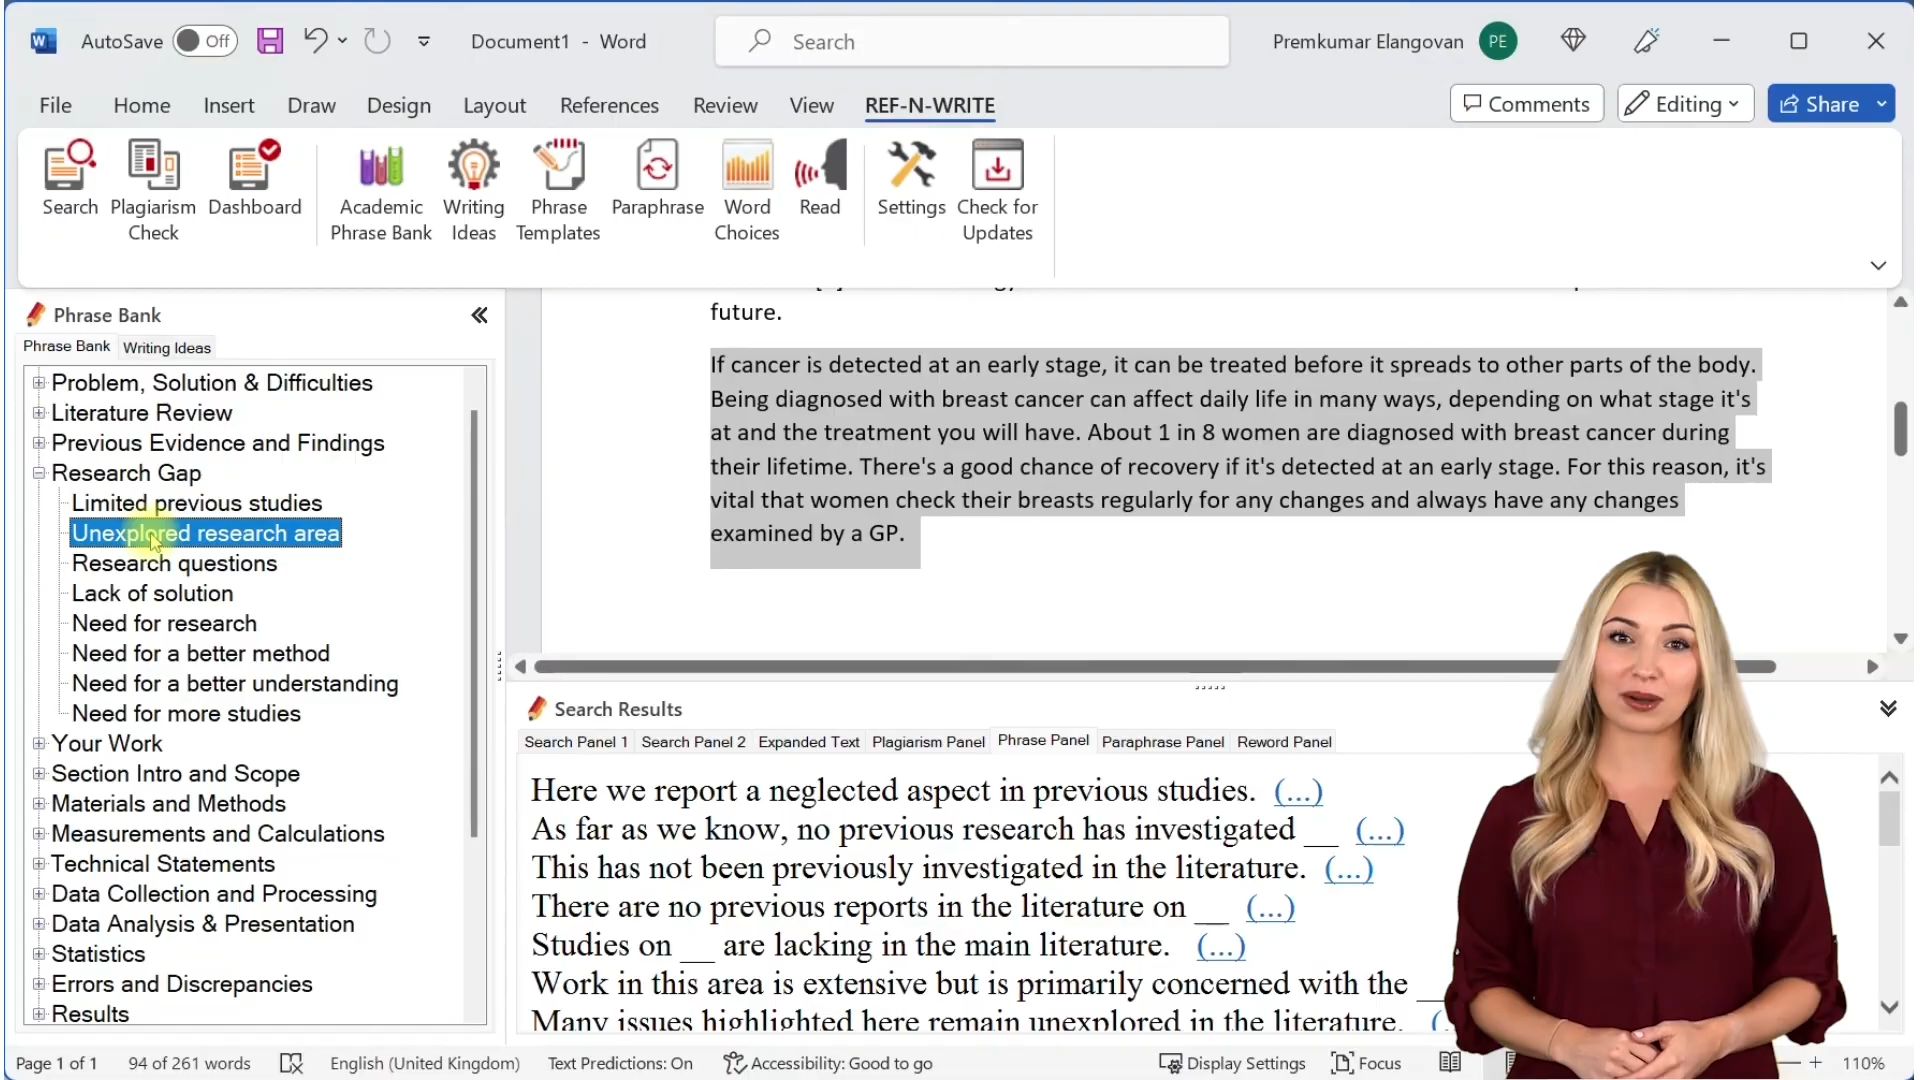 AutoSave Off Document1 - Word Search Premkumar Elangovan PE
File Home Insert Draw Design Layout References Review View REF-N-WRITE Comments Editing Share
Search Plagiarism Check Dashboard Academic Phrase Bank Writing Ideas Phrase Templates Paraphrase Word Choices Read Settings Check for Updates
Phrase Bank
Phrase Bank Writing Ideas
Problem, Solution & Difficulties
Literature Review
Previous Evidence and Findings
Research Gap
Limited previous studies
Unexplored research area
Research questions
Lack of solution
Need for research
Need for a better method
Need for a better understanding
Need for more studies
Your Work
Section Intro and Scope
Materials and Methods
Measurements and Calculations
Technical Statements
Data Collection and Processing
Data Analysis & Presentation
Statistics
Errors and Discrepancies
Results
future.
If cancer is detected at an early stage, it can be treated before it spreads to other parts of the body.
Being diagnosed with breast cancer can affect daily life in many ways, depending on what stage it's
at and the treatment you will have. About 1 in 8 women are diagnosed with breast cancer during
their lifetime. There's a good chance of recovery if it's detected at an early stage. For this reason, it's
vital that women check their breasts regularly for any changes and always have any changes
examined by a GP.
Search Results
Search Panel 1 Search Panel 2 Expanded Text Plagiarism Panel Phrase Panel Paraphrase Panel Reword Panel
Here we report a neglected aspect in previous studies. (...)
As far as we know, no previous research has investigated __ (...)
This has not been previously investigated in the literature. (...)
There are no previous reports in the literature on __ (...)
Studies on __ are lacking in the main literature. (...)
Work in this area is extensive but is primarily concerned with the __
Many issues highlighted here remain unexplored in the literature.
Page 1 of 1 94 of 261 words English (United Kingdom) Text Predictions: On Accessibility: Good to go Display Settings Focus 110%